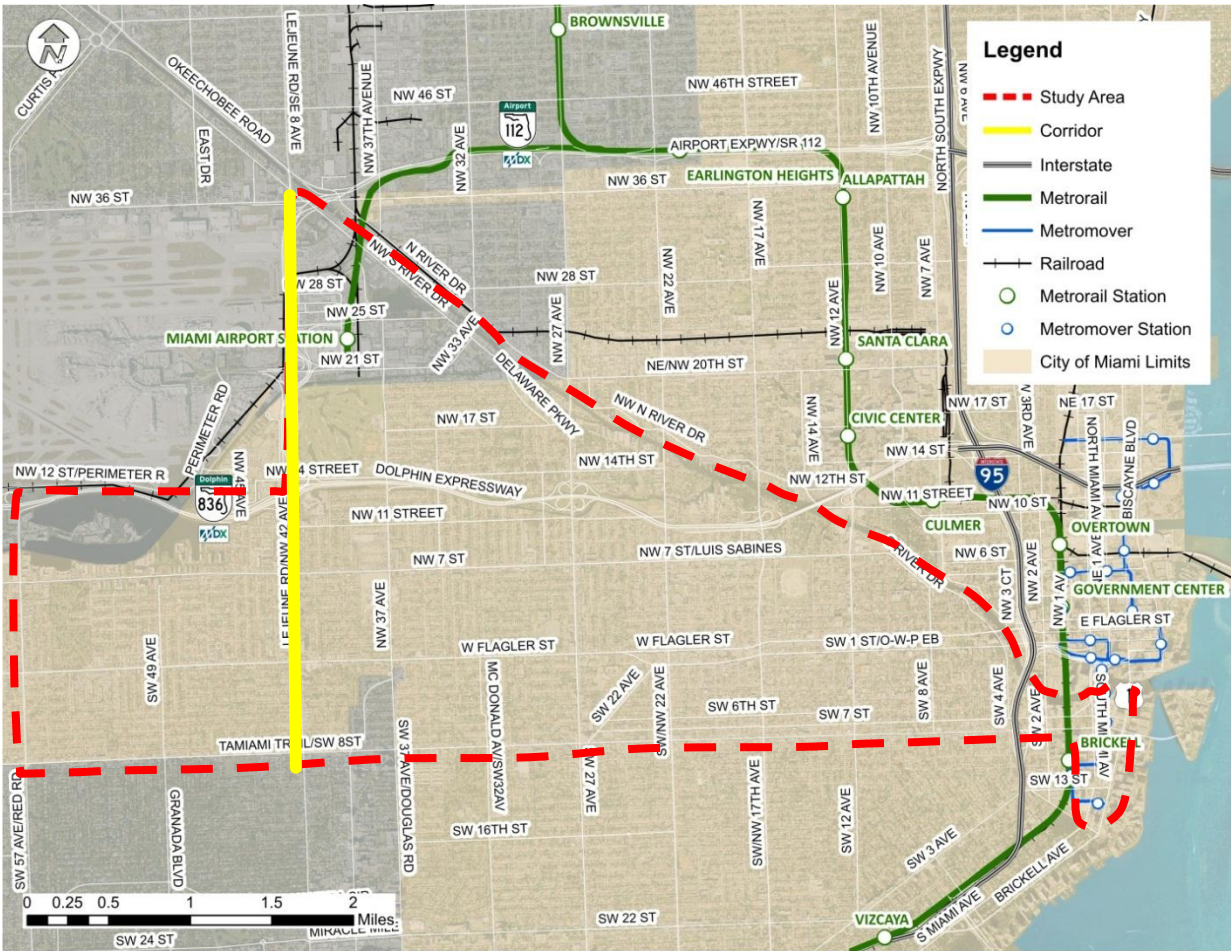 BROWNSVILLE
Legend
Study Area
Corridor
Interstate
Metrorail
Metromover
Railroad
Metrorail Station
Metromover Station
City of Miami Limits
N
OKEECHOBEE ROAD
LEJEUNE RD/SE 8 AVE
NW 37TH AVENUE
EAST DR
NW 46 ST
NW 32 AVE
Airport
112
mbx
NW 46TH STREET
NW 10TH AVENUE
NORTH SOUTH EXPWY
AIRPORT EXPWY/SR 112
NW 36 ST
NW 36 ST
EARLINGTON HEIGHTS
ALLAPATTAH
NW 17 AVE
NW 10 AVE
NW 7 AVE
N RIVER DR
NW S RIVER DR
NW 28 ST
NW 28 ST
NW 22 AVE
NW 25 ST
NW 27 AVE
NW 12 AVE
MIAMI AIRPORT STATION
NW 33 AVE
SANTA CLARA
NW 21 ST
NE/NW 20TH ST
DELAWARE PKWY
PERIMETER RD
NW 17 ST
NW N RIVER DR
NW 14 AVE
CIVIC CENTER
NW 17 ST
NW 3RD AVE
NE 17 ST
NORTH MIAMI AV
BISCAYNE BLVD
NW 14 ST
NW 12 ST/PERIMETER R
NW 45 AVE
DOLPHIN EXPRESSWAY
NW 14TH ST
NW 12TH ST
95
Dolphin
836
mbx
NW 11 STREET
NW 11 STREET
NW 10 ST
CULMER
OVERTOWN
NW 7 ST
NW 7 ST/LUIS SABINES
NW 6 ST
LEJEUNE RD/NW 42 AVE
NW 37 AVE
NW 3 CT
NW 2 AVE
NW 1 AV
NE 1 AVE
GOVERNMENT CENTER
E FLAGLER ST
SW 49 AVE
W FLAGLER ST
W FLAGLER ST
SW 1 ST/O-W-P EB
MC DONALD AV/SW32AV
SW 22 AVE
SW/NW 22 AVE
SW 8 AVE
SW 4 AVE
SW 2 AVE
SOUTH MIAMI AV
1
SW 6TH ST
SW 7 ST
TAMIAMI TRAIL/SW 8ST
BRICKELL
SW 37 AVE/DOUGLAS RD
SW 27 AVE
SW/NW 17TH AVE
SW 12 AVE
SW 13 ST
SW 57 AVE/RED RD
GRANADA BLVD
SW 16TH ST
SW 3 AVE
BRICKELL AVE
0 0.25 0.5 1 1.5 2
Miles
MIRACLE MILE
SW 24 ST
SW 22 ST
VIZCAYA
S MIAMI AVE